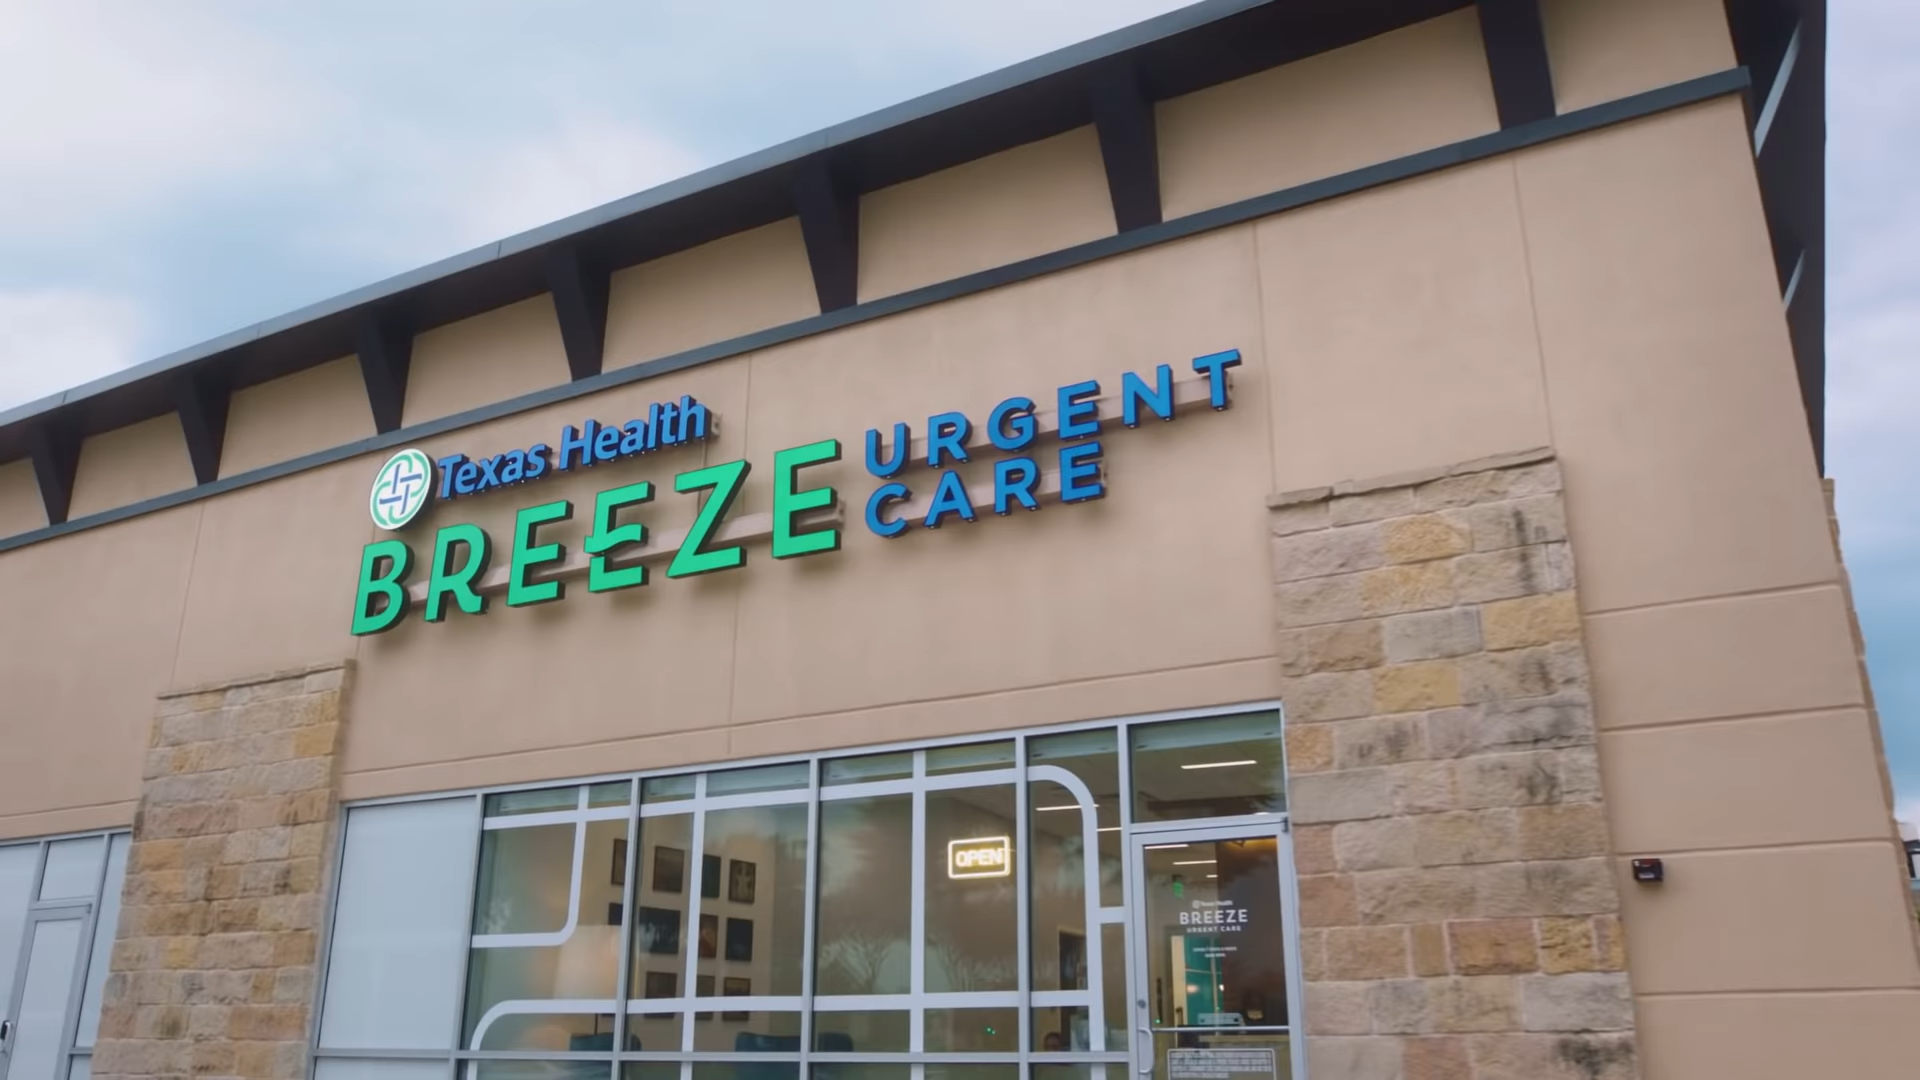 Texas Health
BREEZE
URGENT
CARE
OPEN
Texas Health
BREEZE
URGENT CARE